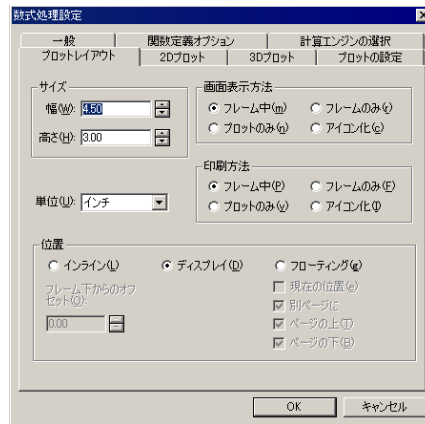 数式処理設定
一般 関数定義オプション 計算エンジンの選択
プロットレイアウト 2Dプロット 3Dプロット プロットの設定
サイズ
幅(W): 4.50
高さ(H): 3.00
単位(U): インチ
画面表示方法
フレーム中(m) フレームのみ(r)
プロットのみ(n) アイコン化(c)
印刷方法
フレーム中(P) フレームのみ(F)
プロットのみ(y) アイコン化(I)
位置
インライン(L) ディスプレイ(D) フローティング(g)
フレーム下からのオフ
セット(O):
0.00
現在の位置(e)
別ページに
ページの上(T)
ページの下(B)
OK キャンセル